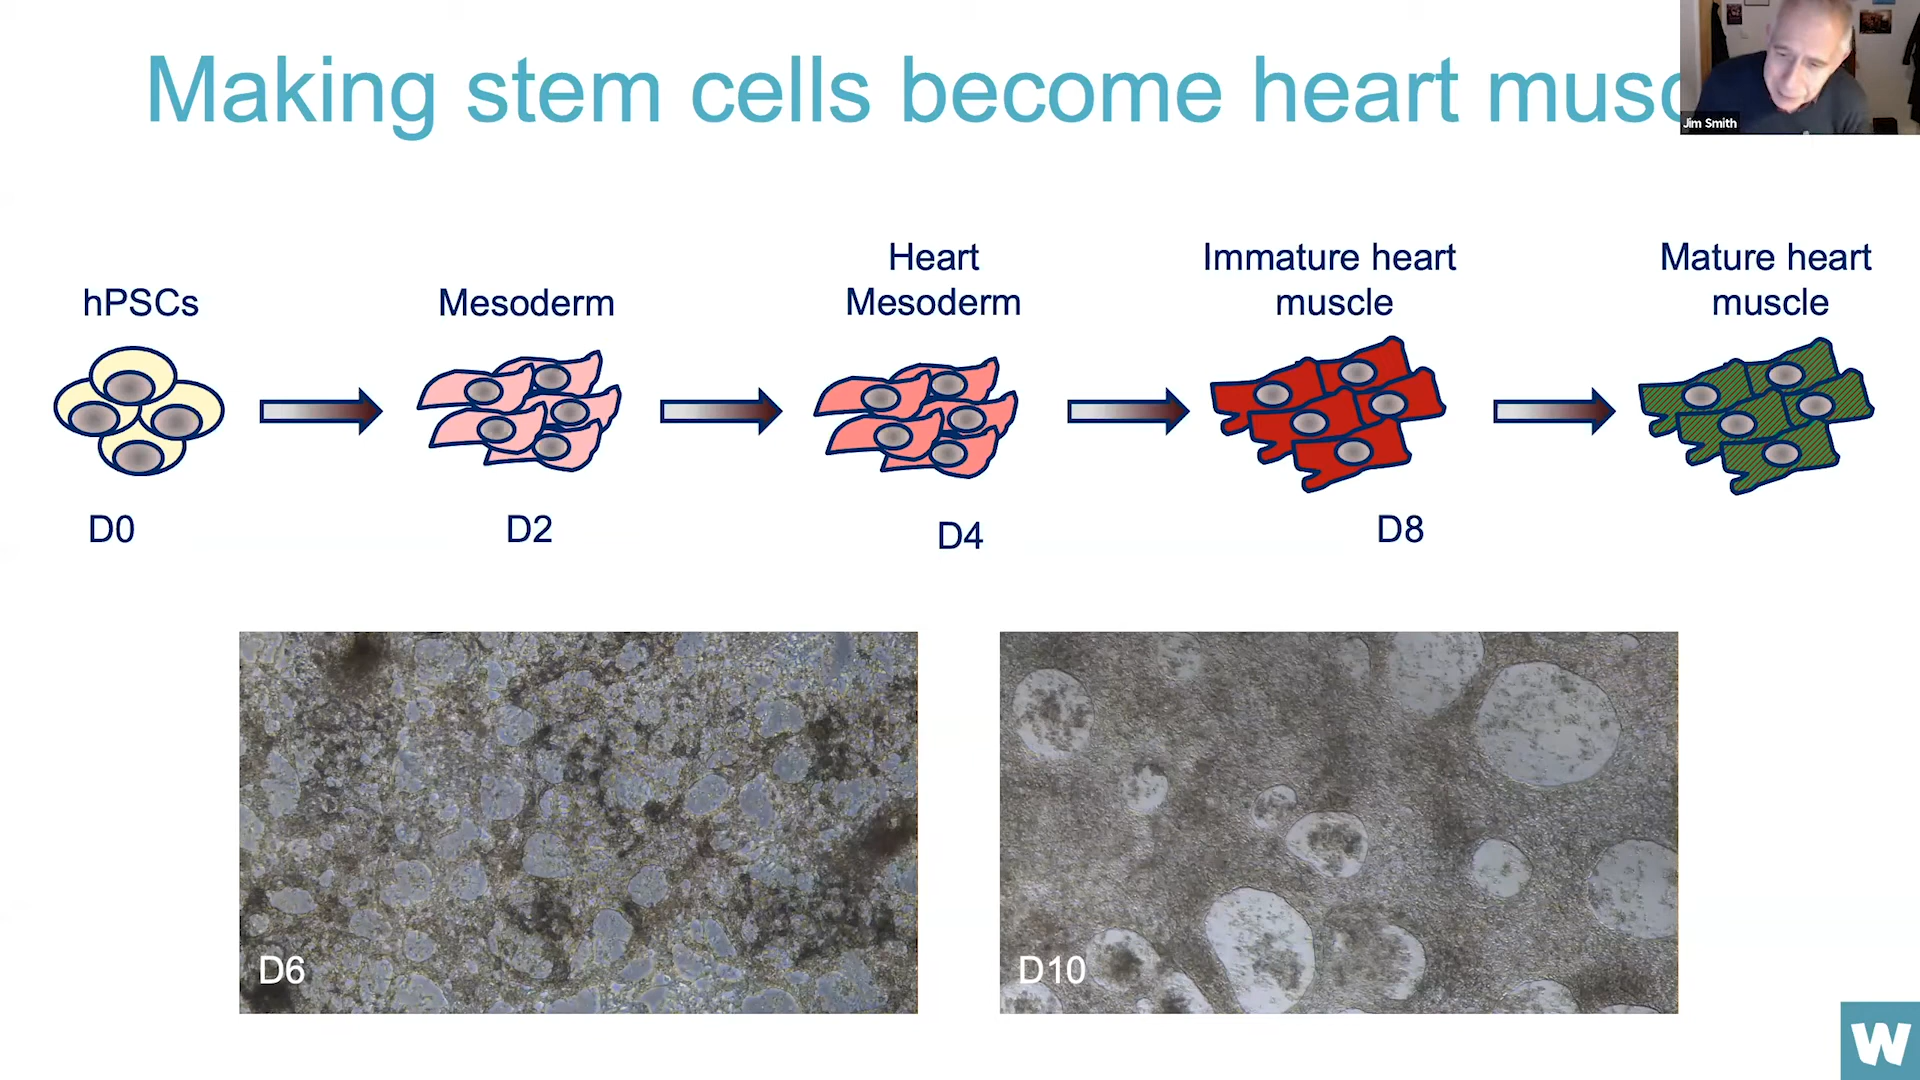 Making stem cells become heart musc
Jim Smith
hPSCs
Mesoderm
Heart
Mesoderm
Immature heart
muscle
Mature heart
muscle
D0
D2
D4
D8
D6
D10
W